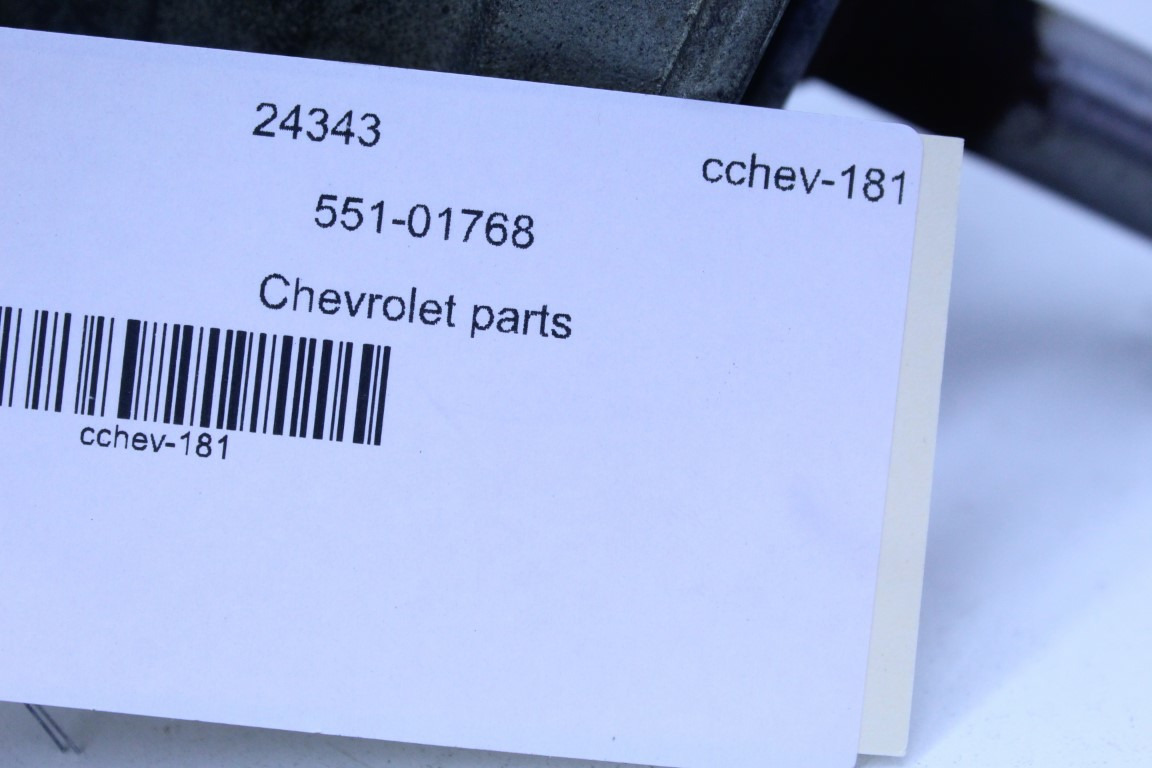 24343
cchev-181
551-01768
Chevrolet parts
cchev-181